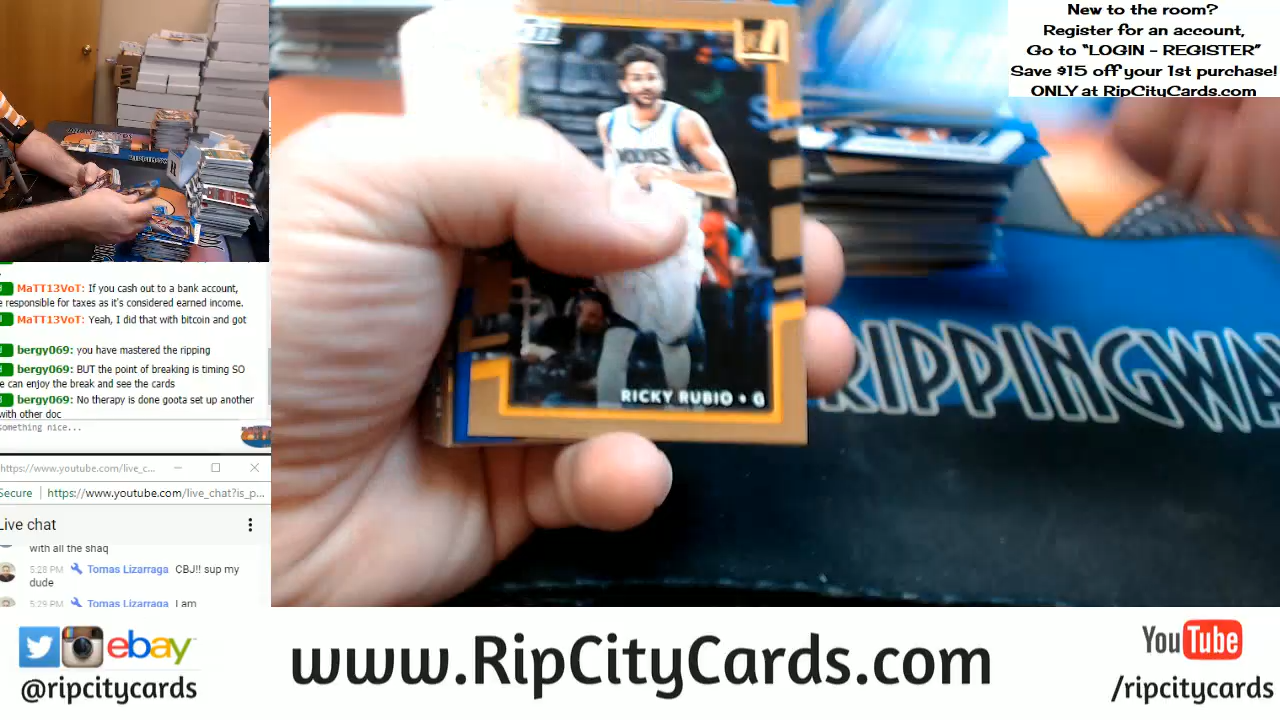 New to the room?
Register for an account,
Go to “LOGIN - REGISTER”
Save $15 off your 1st purchase!
ONLY at RipCityCards.com
WOLVES
RICKY RUBIO • G
RIPPINGWA
MaTT13VoT: If you cash out to a bank account,
e responsible for taxes as it's considered earned income.
MaTT13VoT: Yeah, I did that with bitcoin and got
bergy069: you have mastered the ripping
bergy069: BUT the point of breaking is timing SO
e can enjoy the break and see the cards
bergy069: No therapy is done goota set up another
with other doc
something nice...
https://www.youtube.com/live_c...
Secure https://www.youtube.com/live_chat?is_p...
Live chat
with all the shaq
5:28 PM Tomas Lizarraga CBJ!! sup my
dude
5:29 PM Tomas Lizarraga I am
ebay
@ripcitycards
www.RipCityCards.com
YouTube
/ripcitycards